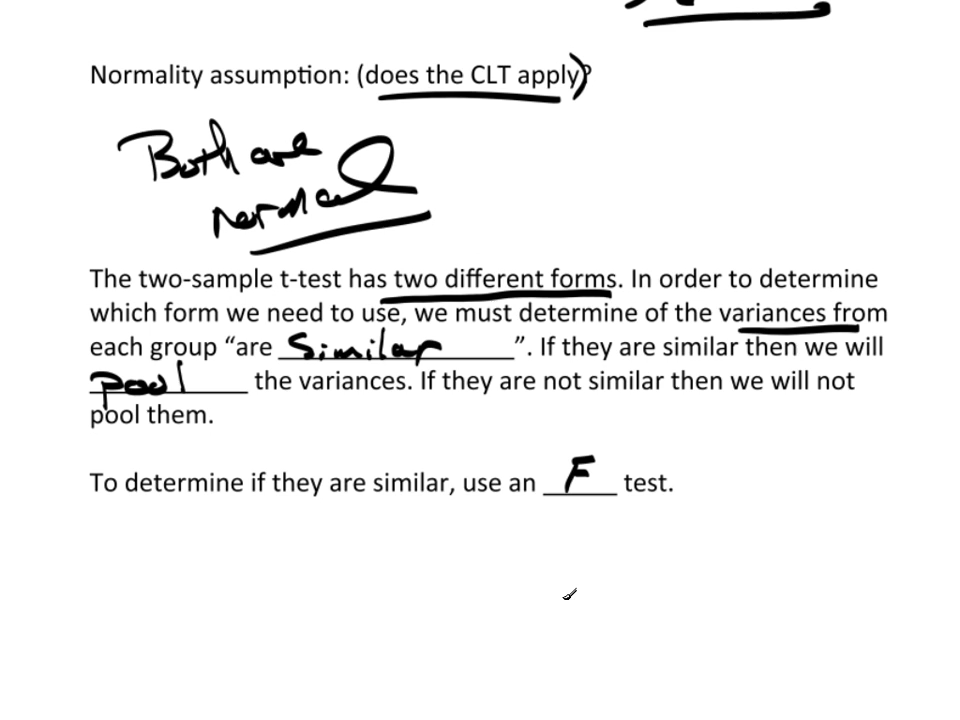 Normality assumption: (does the CLT apply)?
Both are
normal
The two-sample t-test has two different forms. In order to determine
which form we need to use, we must determine of the variances from
each group “are similar”. If they are similar then we will
pool the variances. If they are not similar then we will not
pool them.
To determine if they are similar, use an F test.